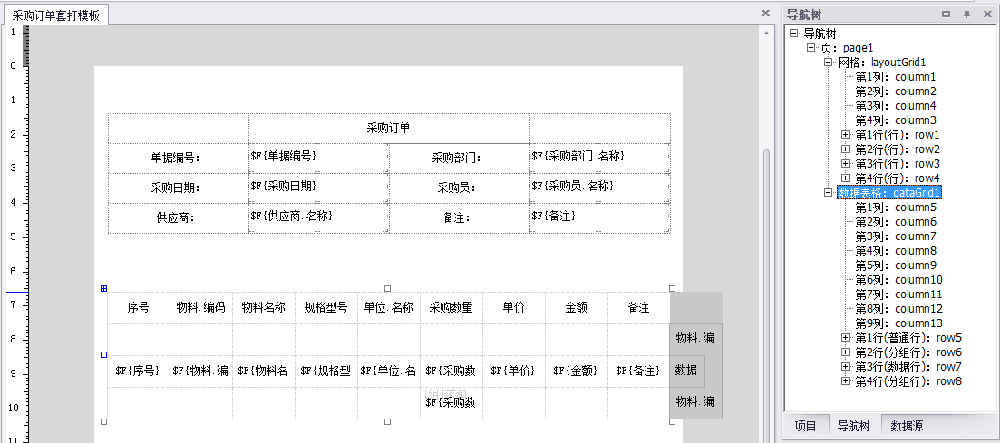 采购订单套打模板
导航树
1
0
1
2
3
4
5
6
7
8
9
10
11
采购订单
单据编号：
$F{单据编号}
采购部门：
$F{采购部门.名称}
采购日期：
$F{采购日期}
采购员：
$F{采购员.名称}
供应商：
$F{供应商.名称}
备注：
$F{备注}
序号
物料.编码
物料名称
规格型号
单位.名称
采购数量
单价
金额
备注
物料.编
$F{序号}
$F{物料.编
$F{物料名
$F{规格型
$F{单位.名
$F{采购数
$F{单价}
$F{金额}
$F{备注}
数据
[组]求和
$F{采购数
物料.编
导航树
页：page1
网格：layoutGrid1
第1列：column1
第2列：column2
第3列：column4
第4列：column3
第1行(行)：row1
第2行(行)：row2
第3行(行)：row3
第4行(行)：row4
数据表格：dataGrid1
第1列：column5
第2列：column6
第3列：column7
第4列：column8
第5列：column9
第6列：column10
第7列：column11
第8列：column12
第9列：column13
第1行(普通行)：row5
第2行(分组行)：row6
第3行(数据行)：row7
第4行(分组行)：row8
项目
导航树
数据源